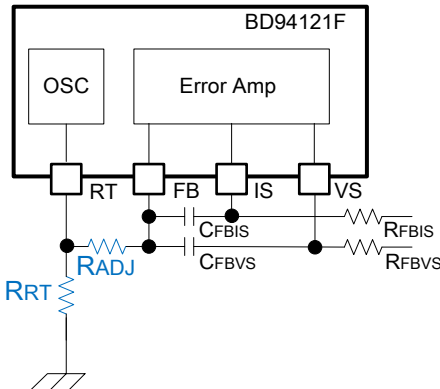 BD94121F
OSC
Error Amp
RT
FB
IS
VS
CFBIS
RFBIS
RADJ
CFBVS
RFBVS
RRT